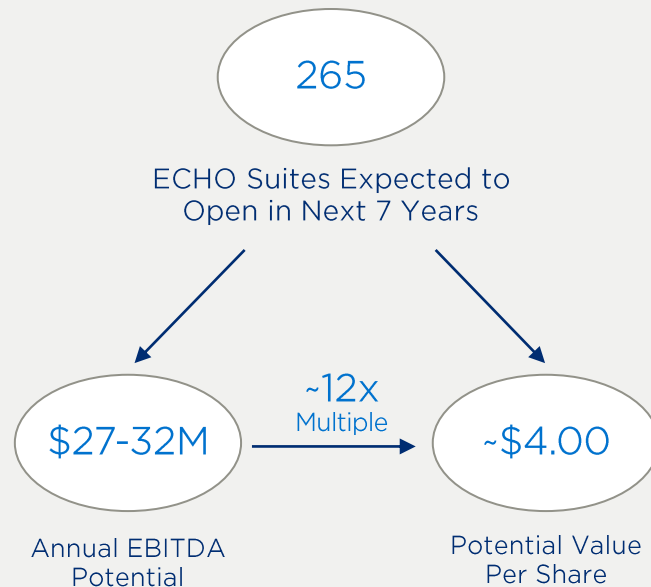 265
ECHO Suites Expected to
Open in Next 7 Years
~12x
Multiple
$27-32M
~$4.00
Annual EBITDA
Potential
Potential Value
Per Share